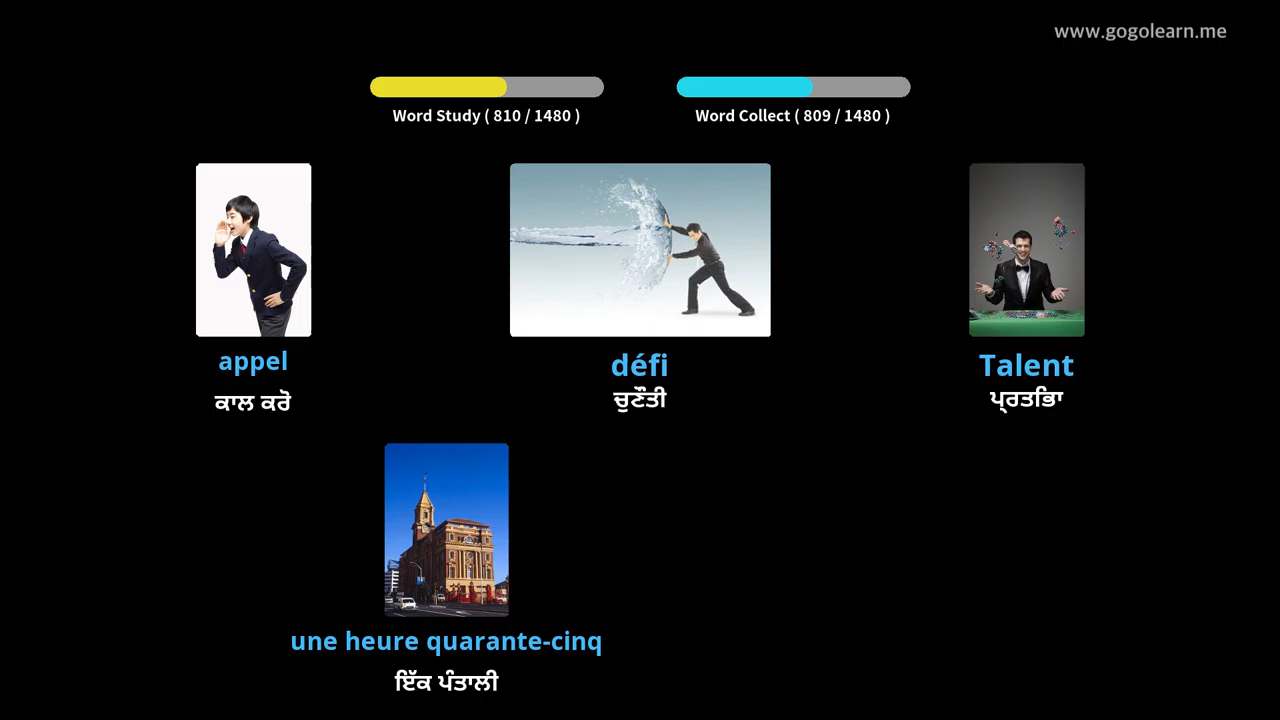 www.gogolearn.me
Word Study ( 810 / 1480 )
Word Collect ( 809 / 1480 )
appel
ਕਾਲ ਕਰੋ
défi
ਚੁਣੌਤੀ
Talent
ਪ੍ਰਤਿਭਾ
une heure quarante-cinq
ਇੱਕ ਪੰਤਾਲੀ